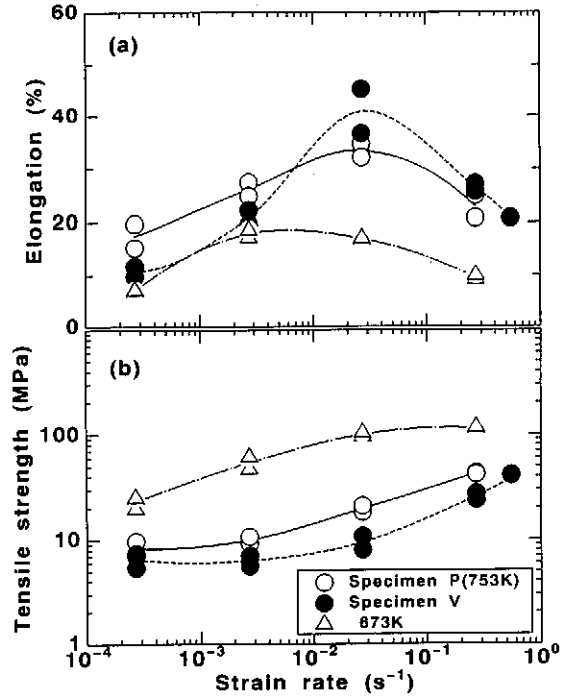 60
(a)
40
20
0
Elongation (%)
(b)
100
10
1
Tensile strength (MPa)
Specimen P(753K)
Specimen V
673K
10⁻⁴ 10⁻³ 10⁻² 10⁻¹ 10⁰
Strain rate (s⁻¹)